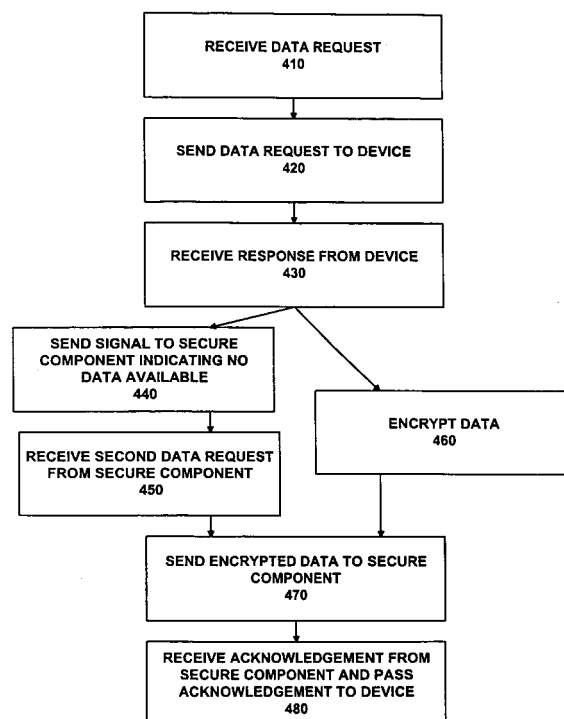 RECEIVE DATA REQUEST
410
SEND DATA REQUEST TO DEVICE
420
RECEIVE RESPONSE FROM DEVICE
430
SEND SIGNAL TO SECURE
COMPONENT INDICATING NO
DATA AVAILABLE
440
RECEIVE SECOND DATA REQUEST
FROM SECURE COMPONENT
450
ENCRYPT DATA
460
SEND ENCRYPTED DATA TO SECURE
COMPONENT
470
RECEIVE ACKNOWLEDGEMENT FROM
SECURE COMPONENT AND PASS
ACKNOWLEDGEMENT TO DEVICE
480